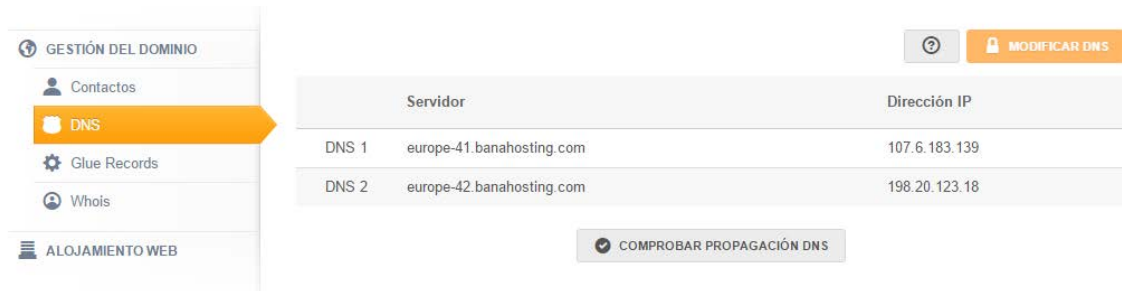 GESTIÓN DEL DOMINIO
Contactos
DNS
Glue Records
Whois
ALOJAMIENTO WEB
MODIFICAR DNS
Servidor Dirección IP
DNS 1 europe-41.banahosting.com 107.6.183.139
DNS 2 europe-42.banahosting.com 198.20.123.18
COMPROBAR PROPAGACIÓN DNS